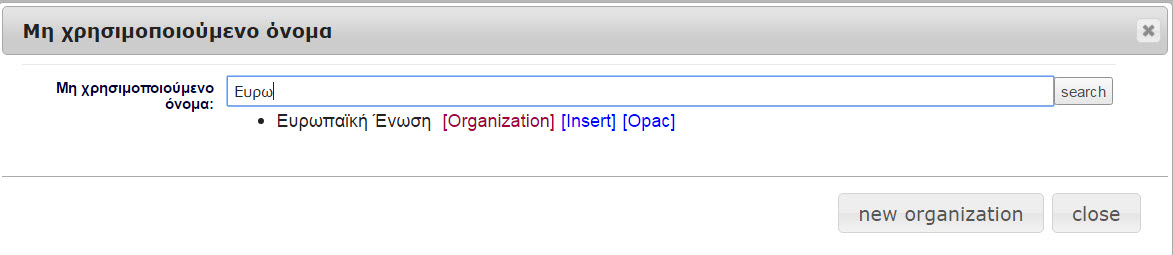 Μη χρησιμοποιούμενο όνομα
Μη χρησιμοποιούμενο
όνομα:
Ευρω
search
• Ευρωπαϊκή Ένωση [Organization] [Insert] [Opac]
new organization
close